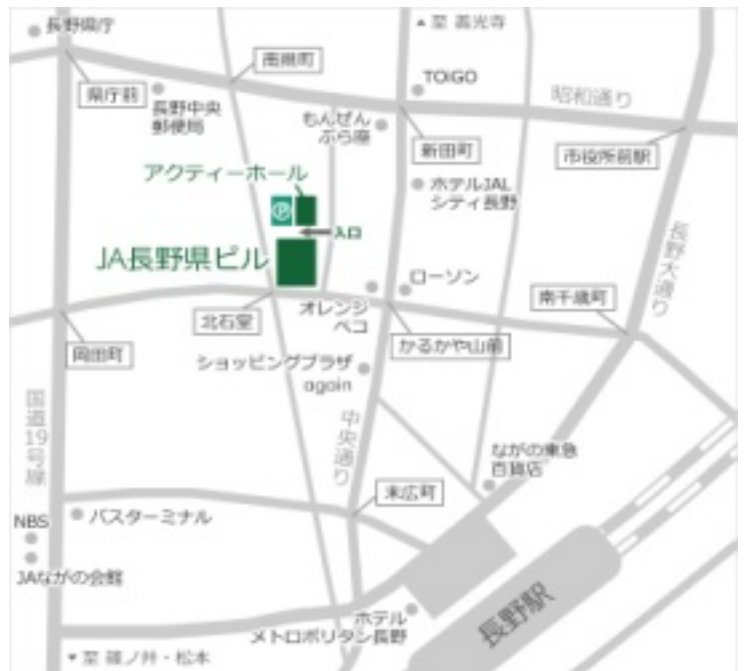 長野県庁
▲ 至 善光寺
南県町
TOiGO
県庁前
昭和通り
長野中央
郵便局
もんぜん
ぷら座
新田町
市役所前駅
アクティーホール
ホテルJAL
シティ長野
P
入口
JA長野県ビル
長野大通り
ローソン
南千歳町
オレンジ
ペコ
北石堂
かるかや山前
岡田町
ショッピングプラザ
again
国道19号線
中央通り
ながの東急
百貨店
末広町
NBS
バスターミナル
JAながの会館
長野駅
ホテル
メトロポリタン長野
▼ 至 篠ノ井・松本